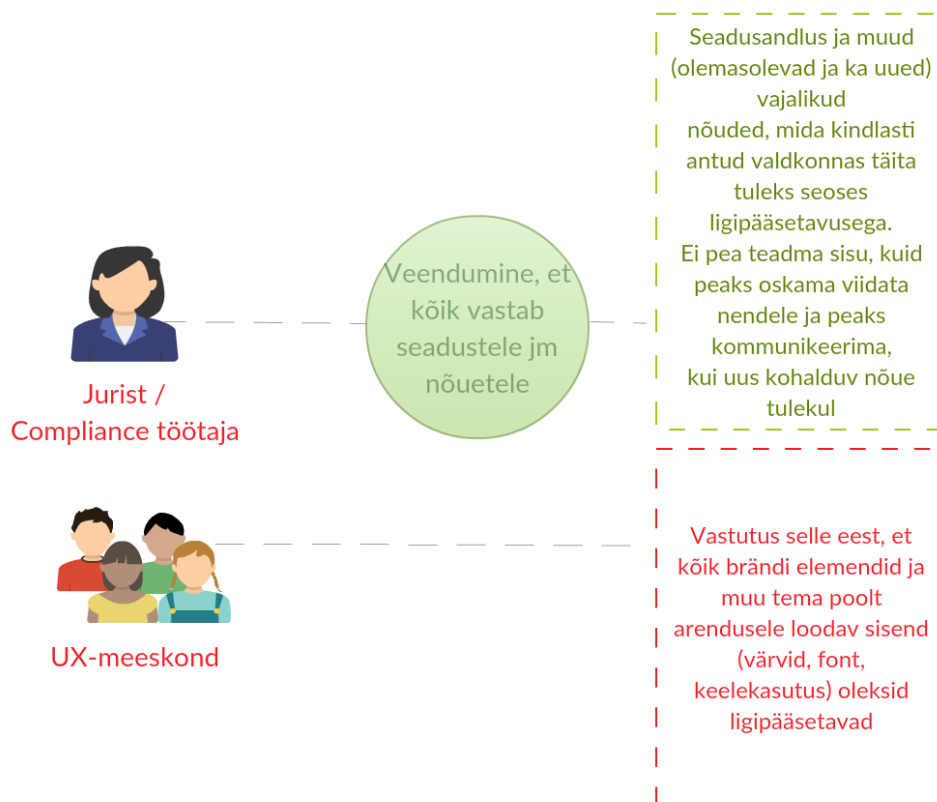 Seadusandlus ja muud
(olemasolevad ja ka uued)
vajalikud
nõuded, mida kindlasti
antud valdkonnas täita
tuleks seoses
ligipääsetavusega.
Ei pea teadma sisu, kuid
peaks oskama viidata
nendele ja peaks
kommunikeerima,
kui uus kohalduv nõue
tulekul
Veendumine, et
kõik vastab
seadustele jm
nõuetele
Jurist /
Compliance töötaja
Vastutus selle eest, et
kõik brändi elemendid ja
muu tema poolt
arendusele loodav sisend
(värvid, font,
keelekasutus) oleksid
ligipääsetavad
UX-meeskond